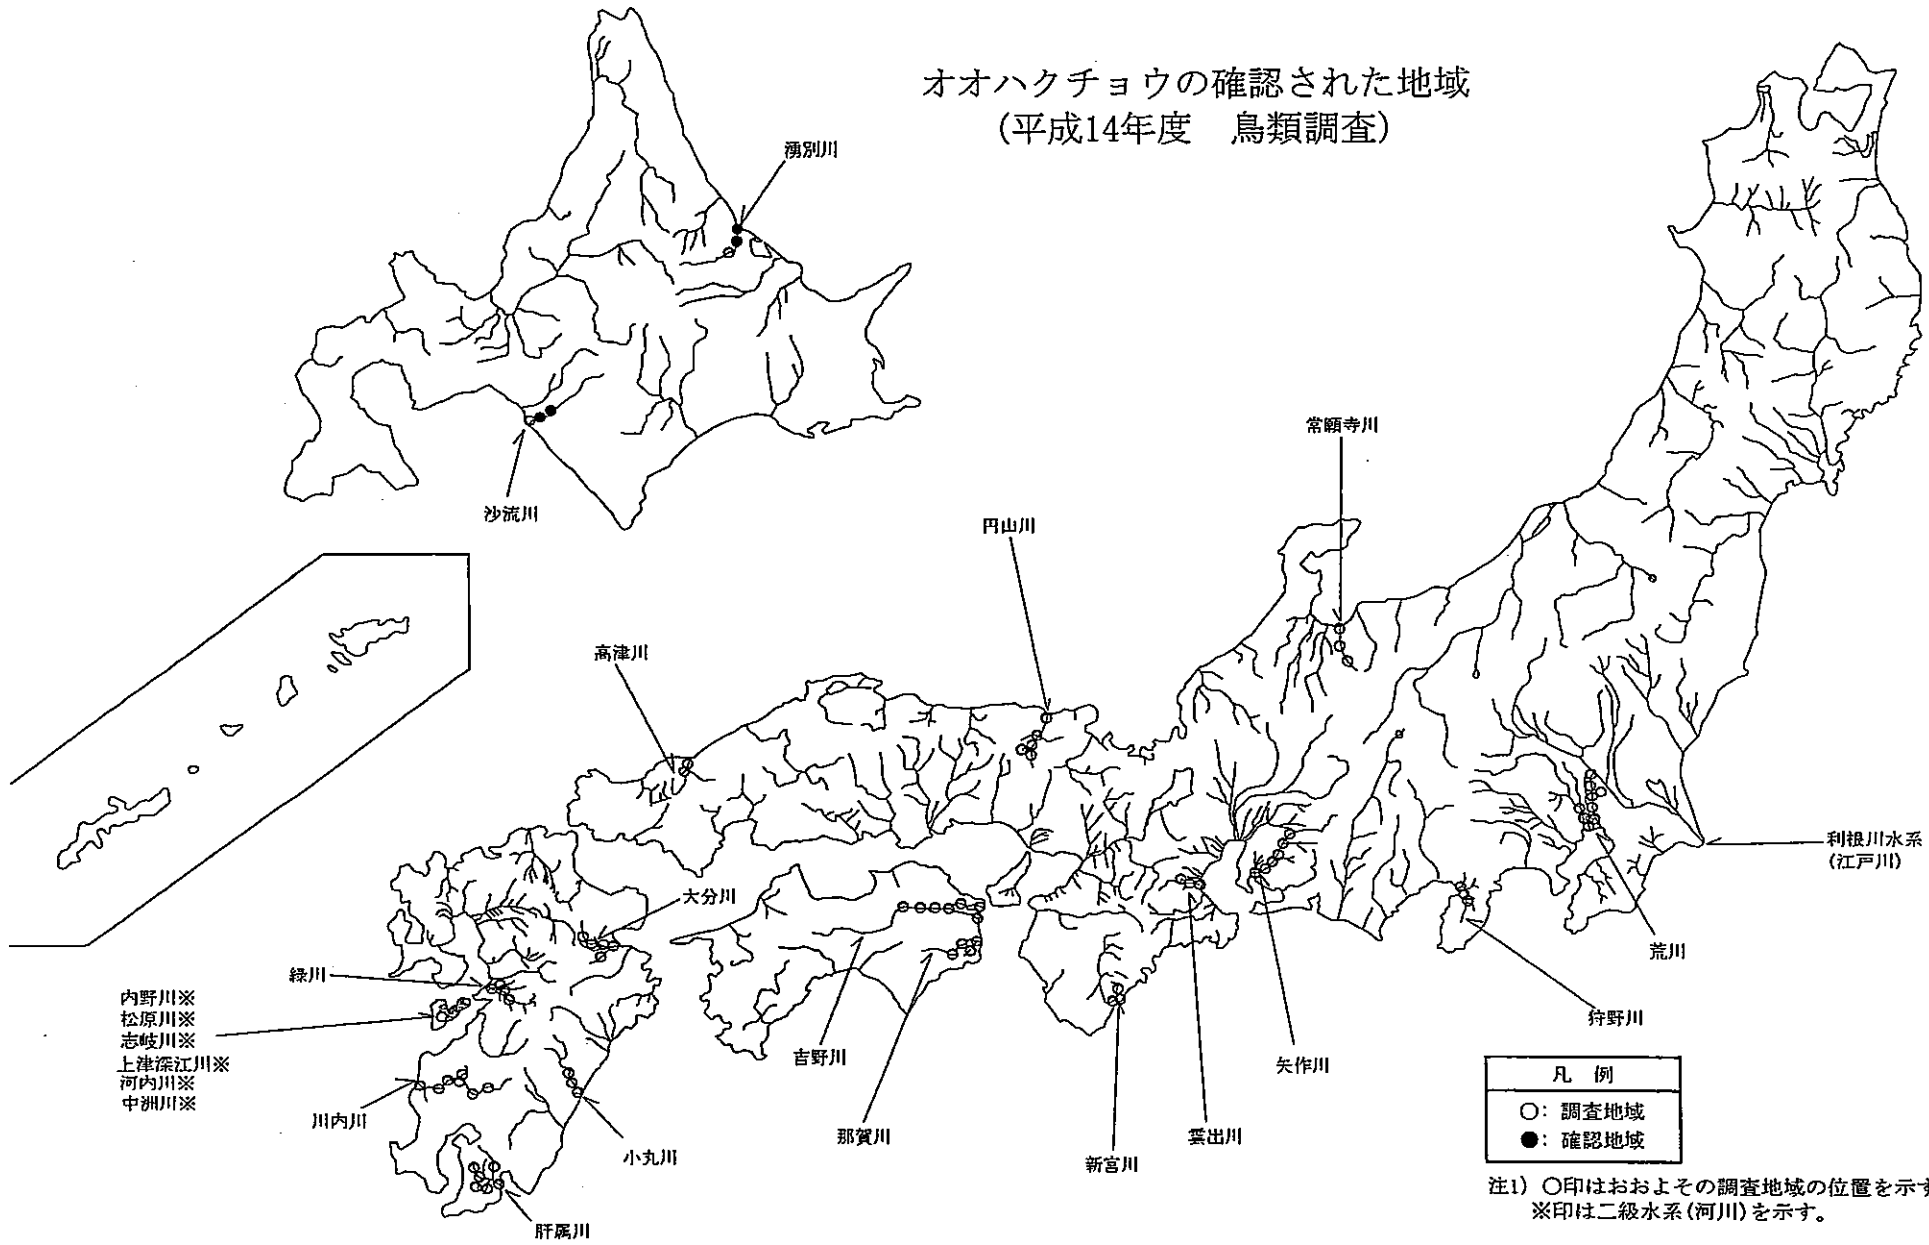 オオハクチョウの確認された地域
(平成14年度 鳥類調査)
湧別川
沙流川
常願寺川
円山川
高津川
利根川水系
(江戸川)
荒川
狩野川
矢作川
雲出川
新宮川
那賀川
吉野川
大分川
緑川
内野川※
松原川※
志岐川※
上津深江川※
河内川※
中洲川※
川内川
小丸川
肝属川
凡 例
○: 調査地域
●: 確認地域
注1) ○印はおおよその調査地域の位置を示す
※印は二級水系(河川)を示す。